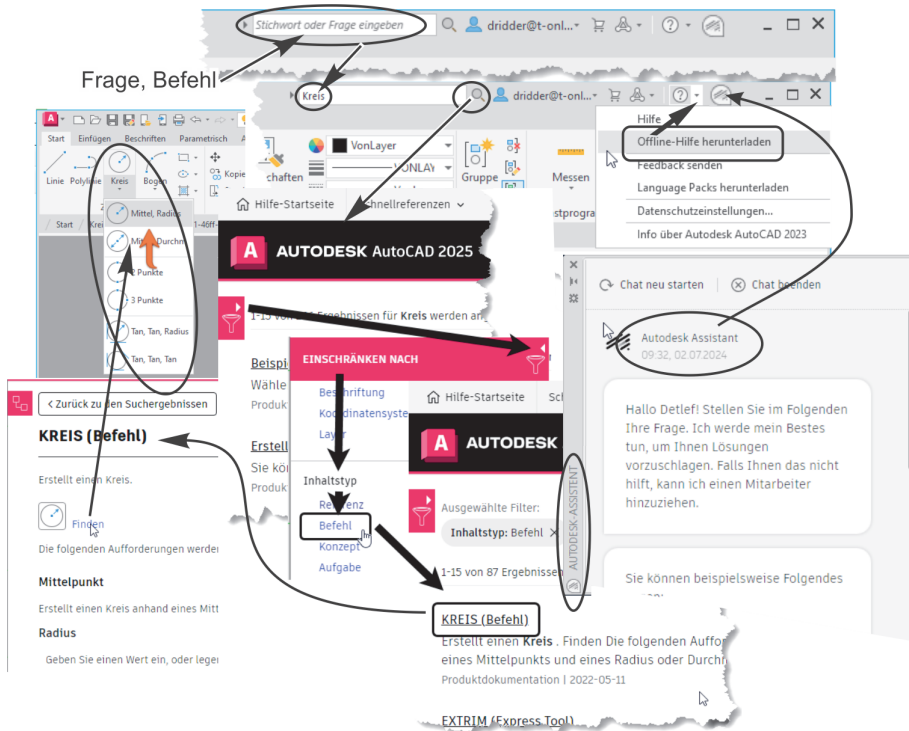 Stichwort oder Frage eingeben
dridder@t-onl...
Frage, Befehl
Kreis
dridder@t-onl...
Hilfe
Offline-Hilfe herunterladen
Feedback senden
Language Packs herunterladen
Datenschutzeinstellungen...
Info über Autodesk AutoCAD 2023
Start Einfügen Beschriften Parametrisch A
Linie Polylinie Kreis Bogen
Kopie
VonLayer
Gruppe
Messen
Start
Mittel, Radius
2 Punkte
3 Punkte
Tan, Tan, Radius
Tan, Tan, Tan
Hilfe-Startseite Schnellreferenzen
A AUTODESK AutoCAD 2025
Ergebnissen für Kreis werden
EINSCHRÄNKEN NACH
Beschriftung
Layer
Inhaltstyp
Referenz
Befehl
Konzept
Aufgabe
Hilfe-Startseite
A AUTODESK
Ausgewählte Filter:
Inhaltstyp: Befehl
1-15 von 87 Ergebnissen
KREIS (Befehl)
Erstellt einen Kreis . Finden Die folgenden Auffor
eines Mittelpunkts und eines Radius oder Durchm
Produktdokumentation | 2022-05-11
EXTRIM (Express Tool)
Zurück zu den Suchergebnissen
KREIS (Befehl)
Erstellt einen Kreis.
Finden
Die folgenden Aufforderungen werde
Mittelpunkt
Erstellt einen Kreis anhand eines Mitt
Radius
Geben Sie einen Wert ein, oder lege
Chat neu starten Chat beenden
Autodesk Assistant
09:32, 02.07.2024
Hallo Detlef! Stellen Sie im Folgenden
Ihre Frage. Ich werde mein Bestes
tun, um Ihnen Lösungen
vorzuschlagen. Falls Ihnen das nicht
hilft, kann ich einen Mitarbeiter
hinzuziehen.
Sie können beispielsweise Folgendes
AUTODESK-ASSISTENT